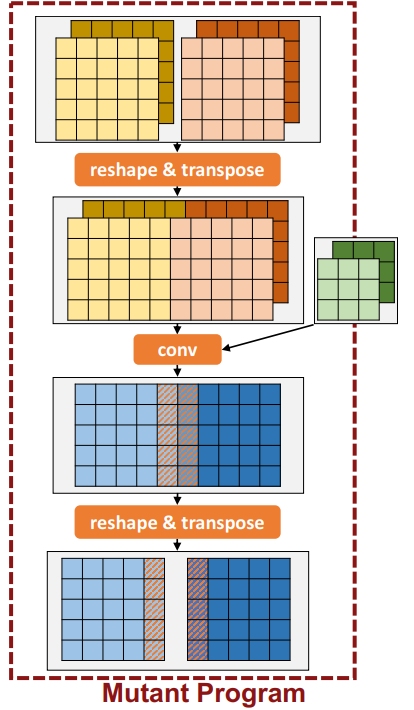 reshape & transpose
conv
reshape & transpose
Mutant Program